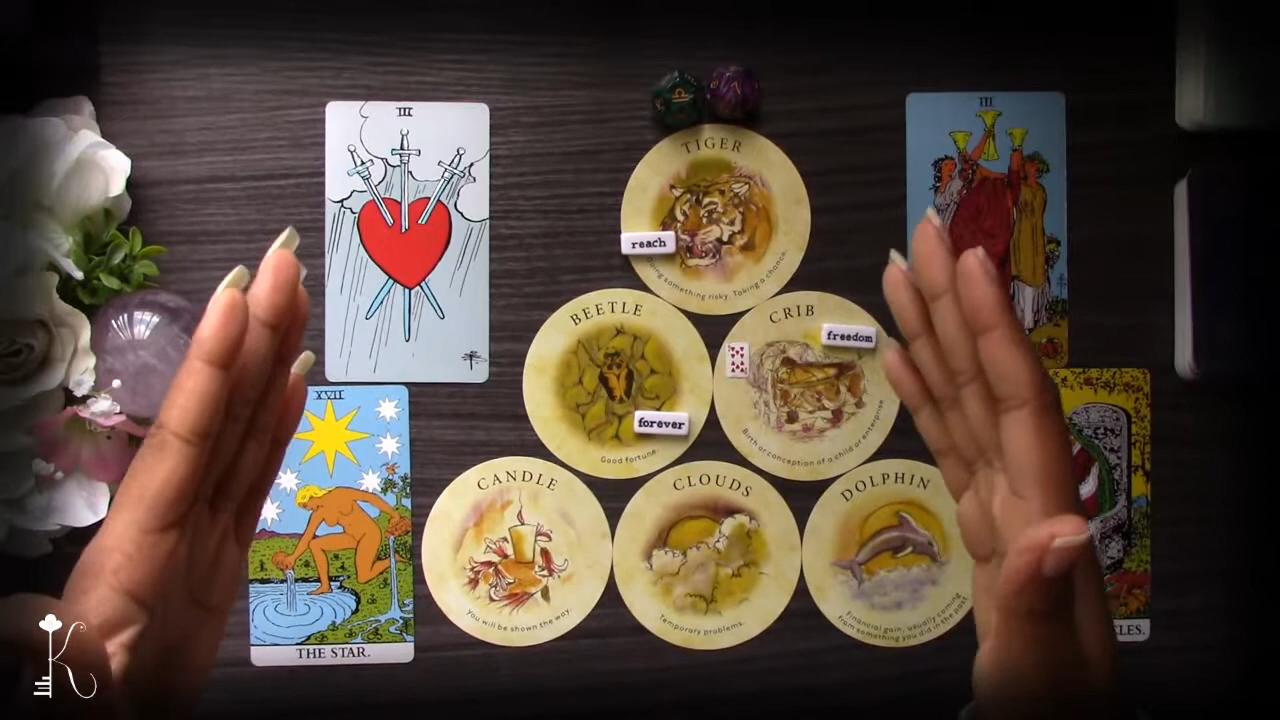 III
III
TIGER
reach
Doing something risky. Taking a chance.
BEETLE
forever
Good fortune.
CRIB
freedom
Birth or conception of a child or enterprise
XVII
THE STAR.
CANDLE
You will be shown the way.
CLOUDS
Temporary problems.
DOLPHIN
Financial gain, usually coming
from something you did in the past.
CLES.
K